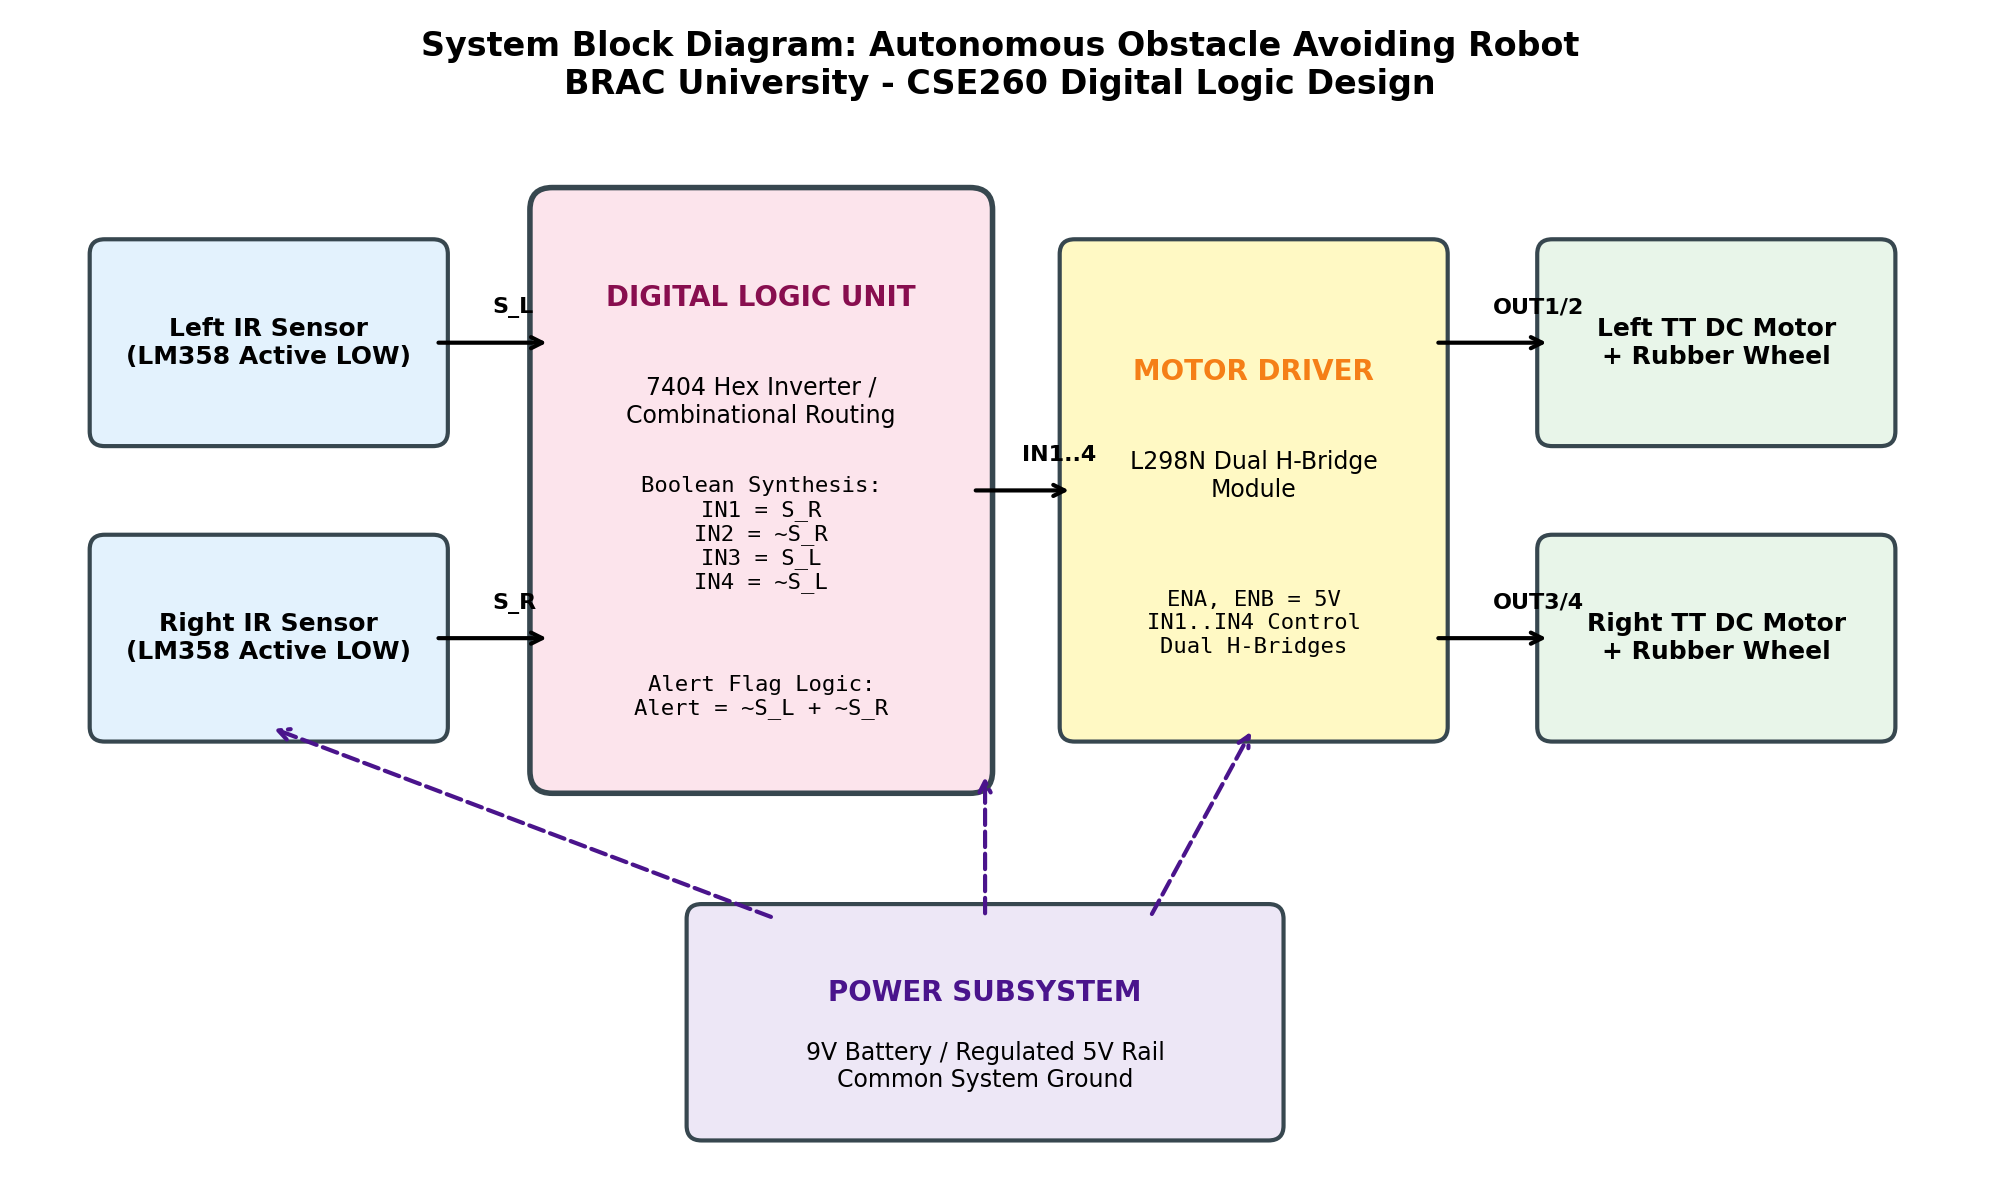 System Block Diagram: Autonomous Obstacle Avoiding Robot
BRAC University - CSE260 Digital Logic Design
Left IR Sensor
(LM358 Active LOW)
S_L
Right IR Sensor
(LM358 Active LOW)
S_R
DIGITAL LOGIC UNIT
7404 Hex Inverter /
Combinational Routing
Boolean Synthesis:
IN1 = S_R
IN2 = ~S_R
IN3 = S_L
IN4 = ~S_L
Alert Flag Logic:
Alert = ~S_L + ~S_R
IN1..4
MOTOR DRIVER
L298N Dual H-Bridge
Module
ENA, ENB = 5V
IN1..IN4 Control
Dual H-Bridges
OUT1/2
Left TT DC Motor
+ Rubber Wheel
OUT3/4
Right TT DC Motor
+ Rubber Wheel
POWER SUBSYSTEM
9V Battery / Regulated 5V Rail
Common System Ground